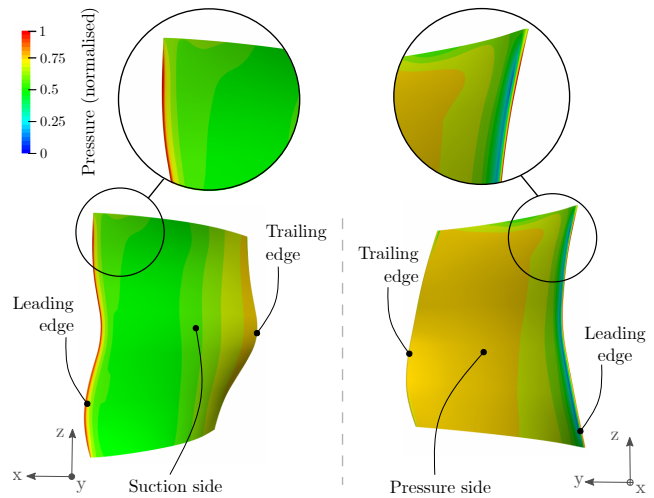 1
0.75
0.25
0.25
0
Pressure (normalised)
Trailing
edge
Leading
edge
Suction side
z
x
y
Trailing
edge
Leading
edge
Pressure side
z
y
x